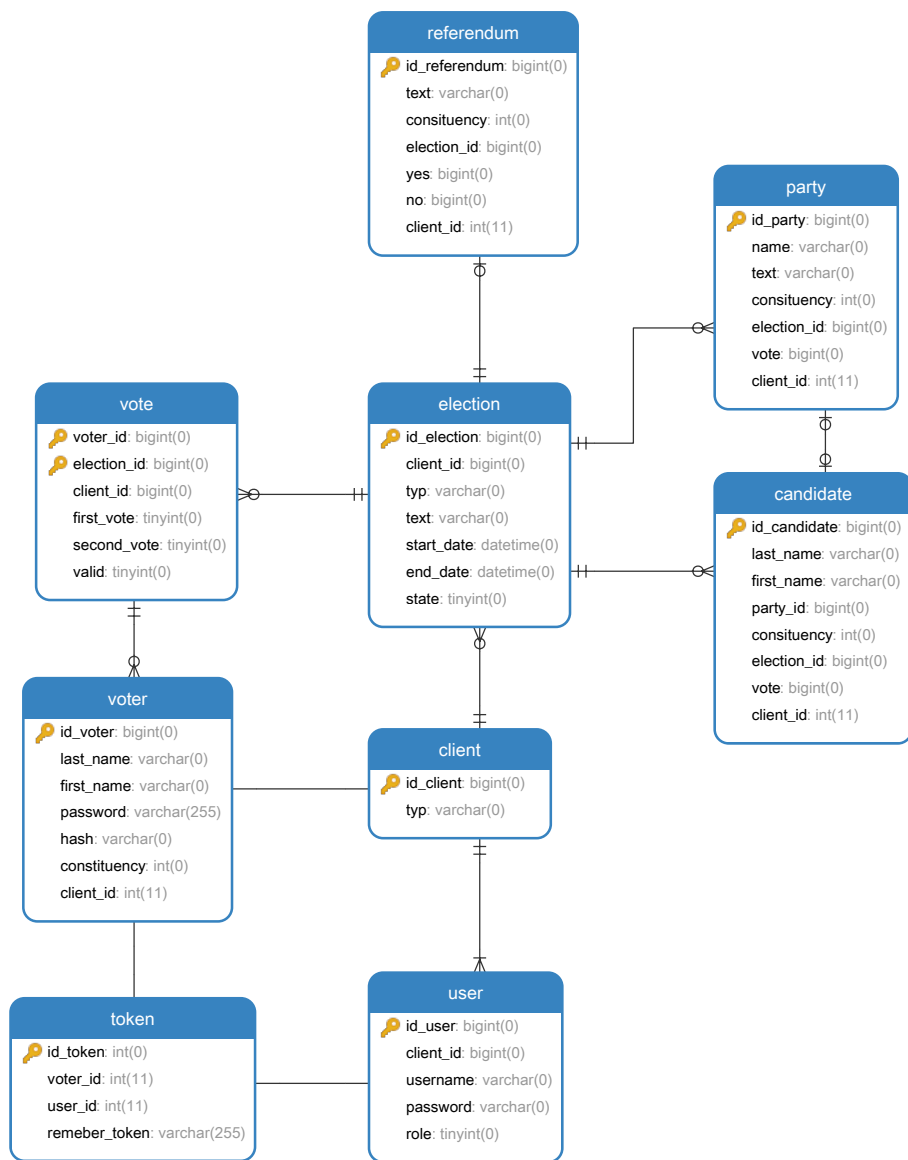 referendum
id_referendum: bigint(0)
text: varchar(0)
consituency: int(0)
election_id: bigint(0)
yes: bigint(0)
no: bigint(0)
client_id: int(11)
party
id_party: bigint(0)
name: varchar(0)
text: varchar(0)
consituency: int(0)
election_id: bigint(0)
vote: bigint(0)
client_id: int(11)
vote
voter_id: bigint(0)
election_id: bigint(0)
client_id: bigint(0)
first_vote: tinyint(0)
second_vote: tinyint(0)
valid: tinyint(0)
election
id_election: bigint(0)
client_id: bigint(0)
typ: varchar(0)
text: varchar(0)
start_date: datetime(0)
end_date: datetime(0)
state: tinyint(0)
candidate
id_candidate: bigint(0)
last_name: varchar(0)
first_name: varchar(0)
party_id: bigint(0)
consituency: int(0)
election_id: bigint(0)
vote: bigint(0)
client_id: int(11)
voter
id_voter: bigint(0)
last_name: varchar(0)
first_name: varchar(0)
password: varchar(255)
hash: varchar(0)
constituency: int(0)
client_id: int(11)
client
id_client: bigint(0)
typ: varchar(0)
token
id_token: int(0)
voter_id: int(11)
user_id: int(11)
remeber_token: varchar(255)
user
id_user: bigint(0)
client_id: bigint(0)
username: varchar(0)
password: varchar(0)
role: tinyint(0)